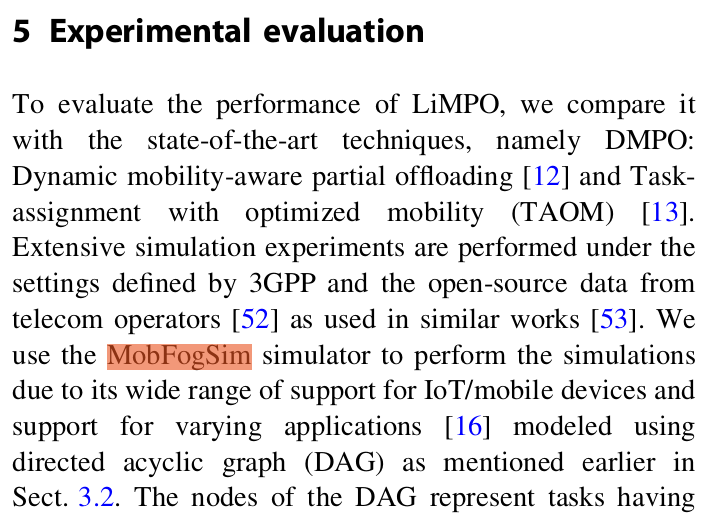 5 Experimental evaluation
To evaluate the performance of LiMPO, we compare it
with the state-of-the-art techniques, namely DMPO:
Dynamic mobility-aware partial offloading [12] and Task-
assignment with optimized mobility (TAOM) [13].
Extensive simulation experiments are performed under the
settings defined by 3GPP and the open-source data from
telecom operators [52] as used in similar works [53]. We
use the MobFogSim simulator to perform the simulations
due to its wide range of support for IoT/mobile devices and
support for varying applications [16] modeled using
directed acyclic graph (DAG) as mentioned earlier in
Sect. 3.2. The nodes of the DAG represent tasks having